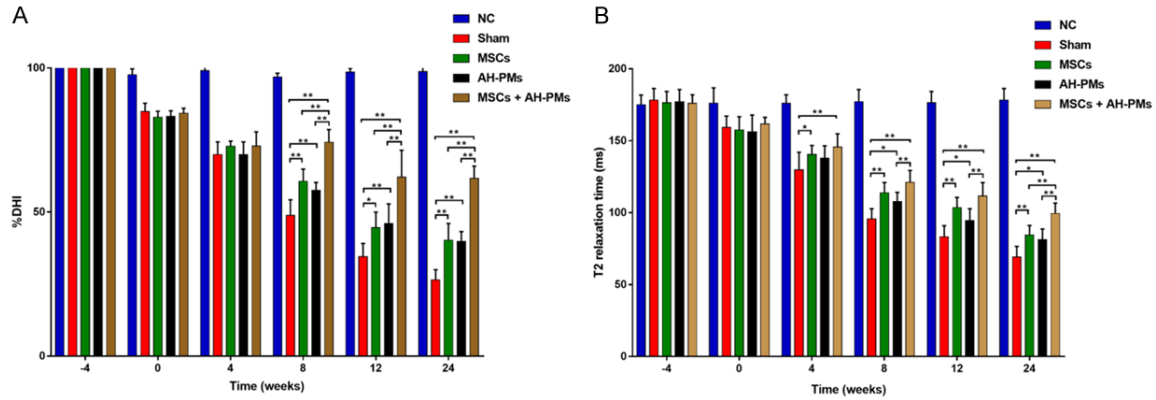 A
NC
Sham
MSCs
AH-PMs
MSCs + AH-PMs
100
50
0
%DHI
** ** ** ** **
** ** ** * **
** ** ** ** **
-4 0 4 8 12 24
Time (weeks)
B
NC
Sham
MSCs
AH-PMs
MSCs + AH-PMs
200
150
100
50
0
T2 relaxation time (ms)
** *
** * ** **
** * ** **
** * ** ** **
-4 0 4 8 12 24
Time (weeks)